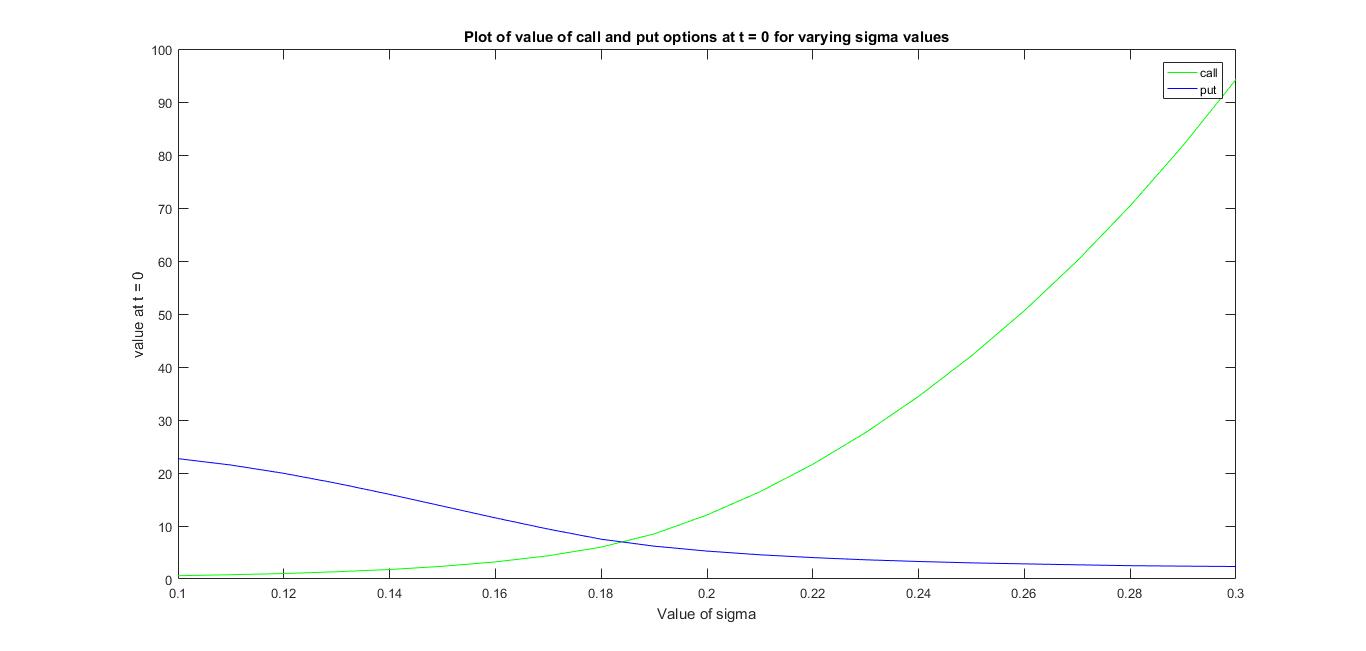 Plot of value of call and put options at t = 0 for varying sigma values
call
put
100
90
80
70
60
50
40
30
20
10
0
value at t = 0
0.1 0.12 0.14 0.16 0.18 0.2 0.22 0.24 0.26 0.28 0.3
Value of sigma